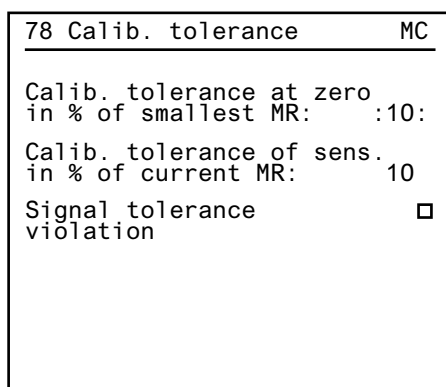 78 Calib. tolerance MC
Calib. tolerance at zero
in % of smallest MR: :10:
Calib. tolerance of sens.
in % of current MR: 10
Signal tolerance
violation